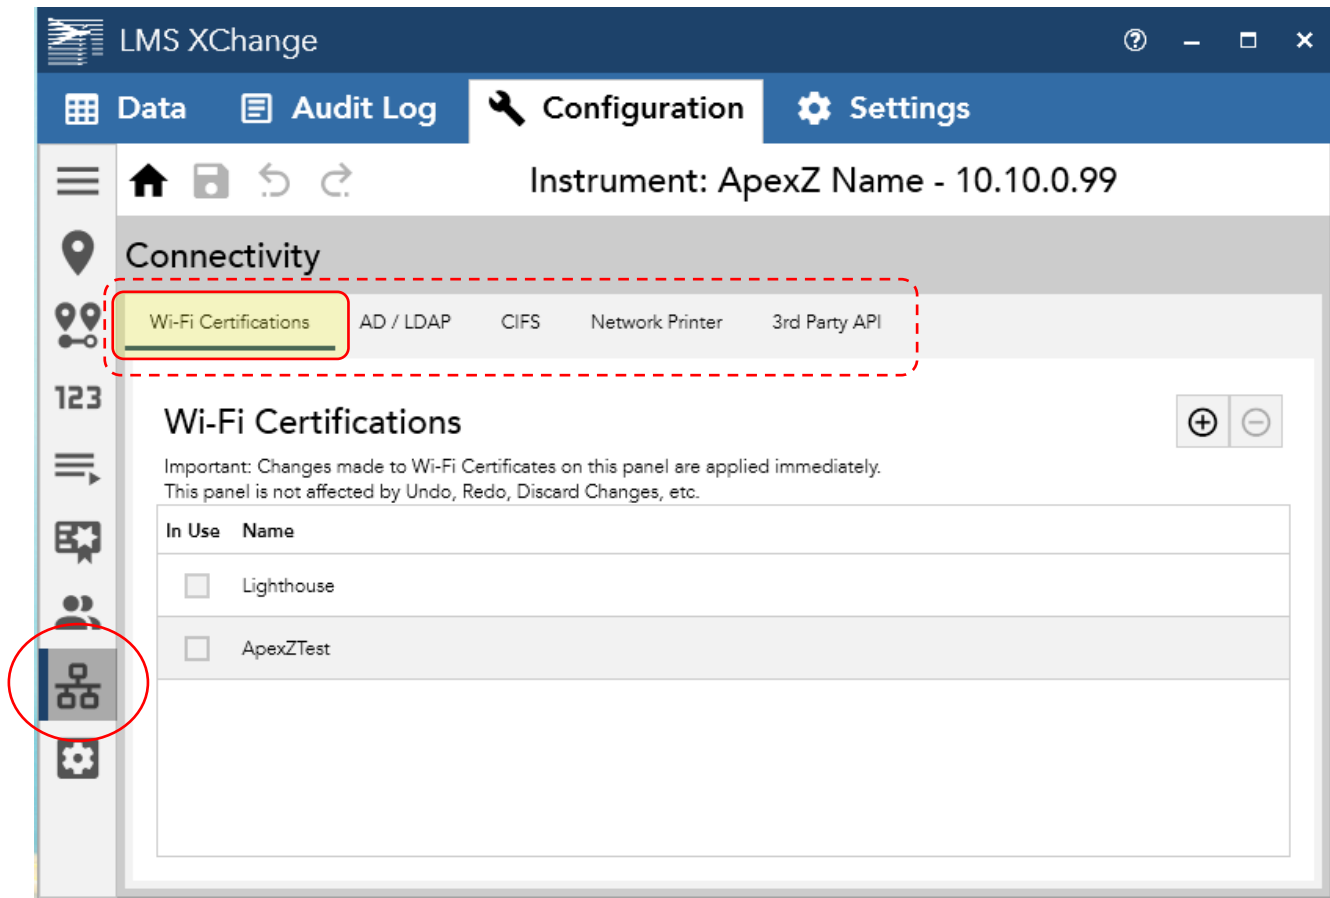 LMS XChange
Data
Audit Log
Configuration
Settings
Instrument: ApexZ Name - 10.10.0.99
Connectivity
Wi-Fi Certifications
AD / LDAP
CIFS
Network Printer
3rd Party API
123
Wi-Fi Certifications
Important: Changes made to Wi-Fi Certificates on this panel are applied immediately.
This panel is not affected by Undo, Redo, Discard Changes, etc.
In Use Name
Lighthouse
ApexZTest